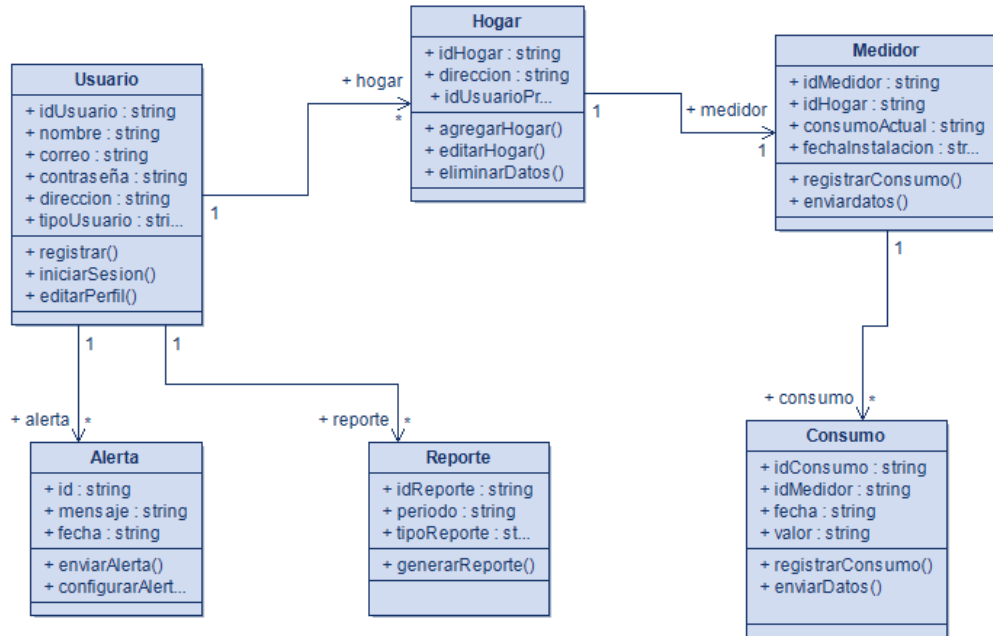 Usuario
+ idUsuario : string
+ nombre : string
+ correo : string
+ contraseña : string
+ direccion : string
+ tipoUsuario : stri...
+ registrar()
+ iniciarSesion()
+ editarPerfil()
1
+ hogar
*
Hogar
+ idHogar : string
+ direccion : string
+ idUsuarioPr...
+ agregarHogar()
+ editarHogar()
+ eliminarDatos()
1
+ medidor
1
Medidor
+ idMedidor : string
+ idHogar : string
+ consumoActual : string
+ fechaInstalacion : str...
+ registrarConsumo()
+ enviardatos()
1
1
1
+ alerta
*
+ reporte
*
+ consumo
*
Alerta
+ id : string
+ mensaje : string
+ fecha : string
+ enviarAlerta()
+ configurarAlert...
Reporte
+ idReporte : string
+ periodo : string
+ tipoReporte : st...
+ generarReporte()
Consumo
+ idConsumo : string
+ idMedidor : string
+ fecha : string
+ valor : string
+ registrarConsumo()
+ enviarDatos()